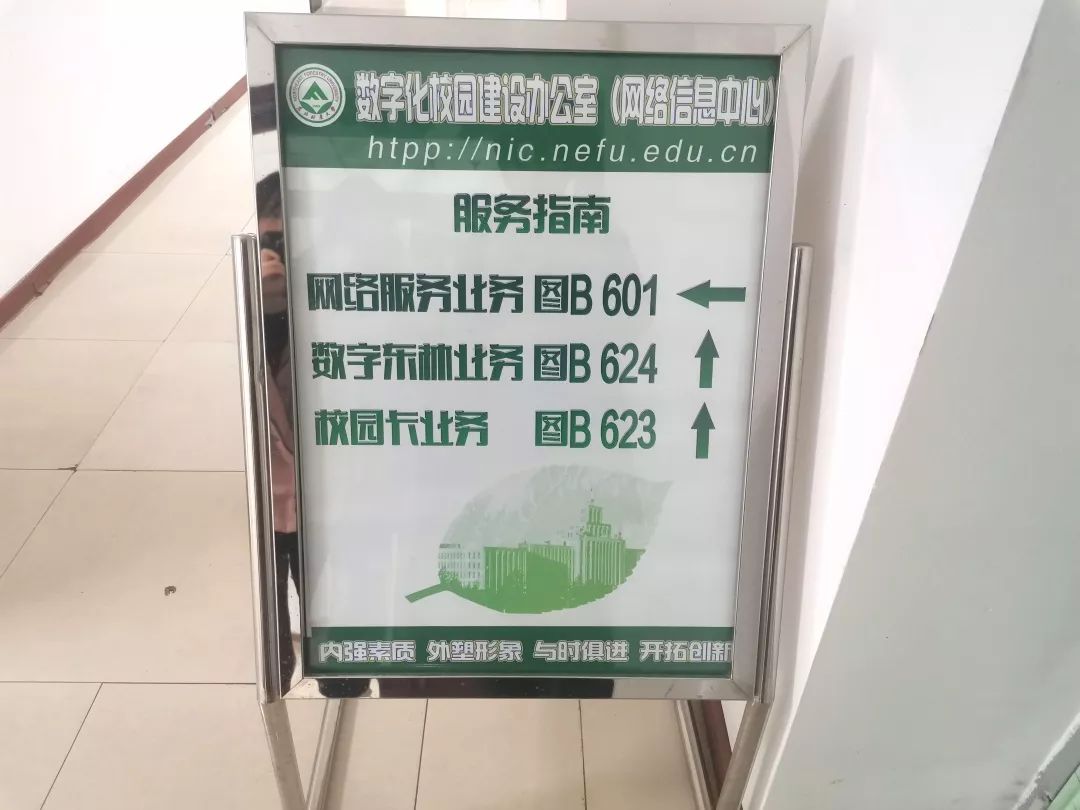 数字化校园建设办公室（网络信息中心）
htpp://nic.nefu.edu.cn
服务指南
网络服务业务 图B 601
数字东林业务 图B 624
校园卡业务 图B 623
内强素质 外塑形象 与时俱进 开拓创新